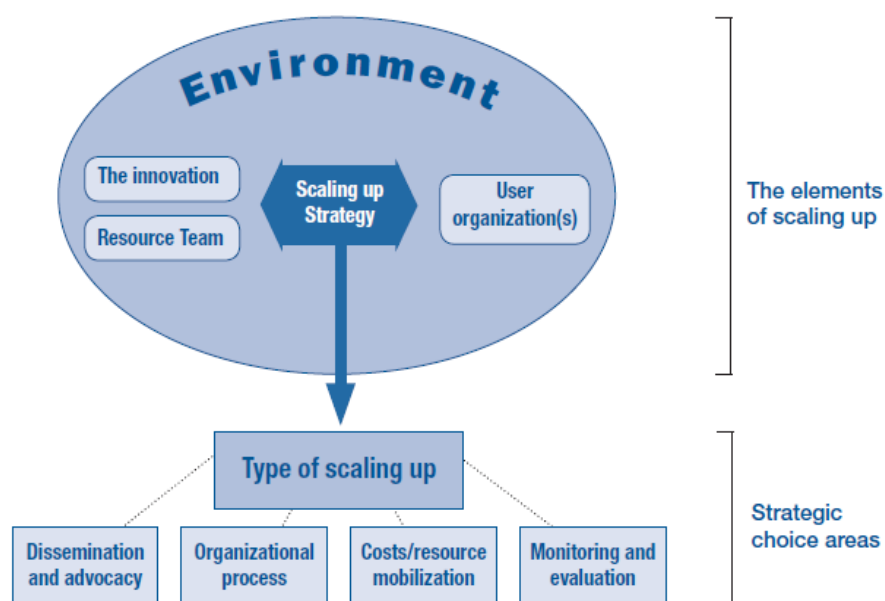 Environment
The innovation
Resource Team
Scaling up
Strategy
User
organization(s)
The elements
of scaling up
Type of scaling up
Dissemination
and advocacy
Organizational
process
Costs/resource
mobilization
Monitoring and
evaluation
Strategic
choice areas